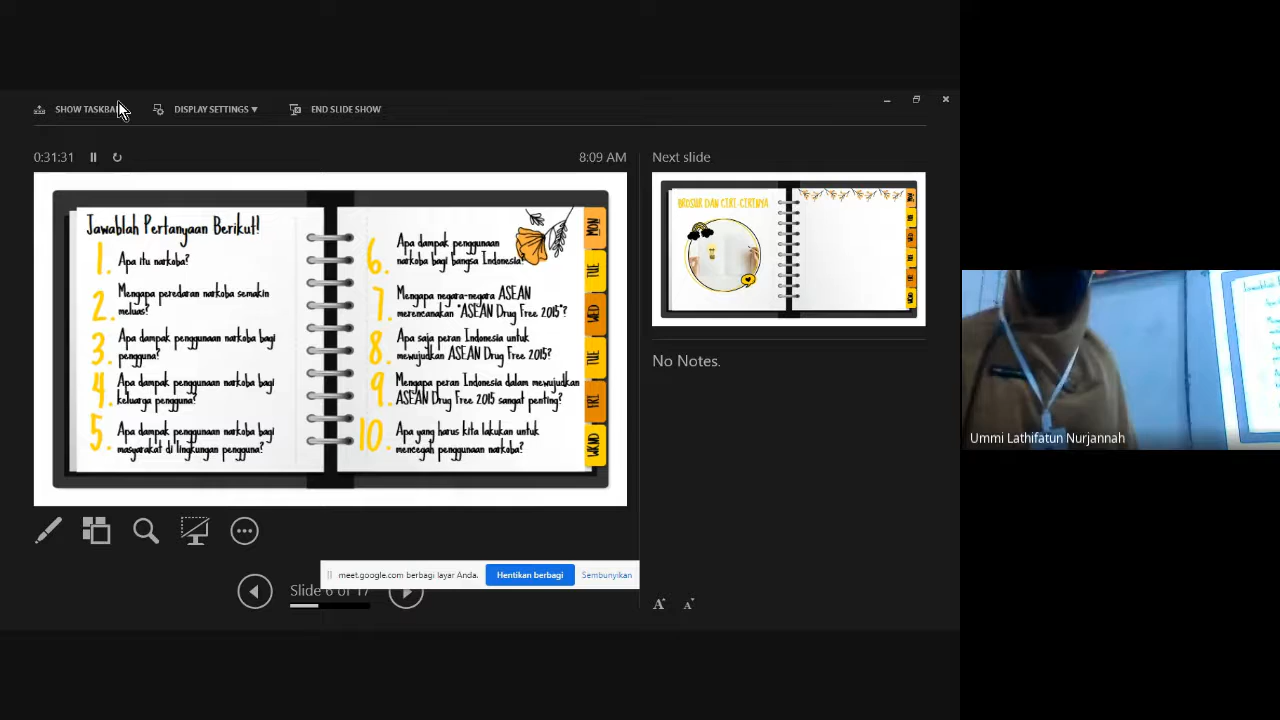 SHOW TASKBAR
DISPLAY SETTINGS ▾
END SLIDE SHOW
0:31:31
8:09 AM
Jawablah Pertanyaan Berikut!
1. Apa itu narkoba?
2. Mengapa peredaran narkoba semakin
meluas?
3. Apa dampak penggunaan narkoba bagi
pengguna?
4. Apa dampak penggunaan narkoba bagi
keluarga pengguna?
5. Apa dampak penggunaan narkoba bagi
masyarakat di lingkungan pengguna?
6. Apa dampak penggunaan
narkoba bagi bangsa Indonesia?
7. Mengapa negara-negara ASEAN
merencanakan "ASEAN Drug Free 2015"?
8. Apa saja peran Indonesia untuk
mewujudkan ASEAN Drug Free 2015?
9. Mengapa peran Indonesia dalam mewujudkan
ASEAN Drug Free 2015 sangat penting?
10. Apa yang harus kita lakukan untuk
mencegah penggunaan narkoba?
MON
TUE
WED
TUE
FRI
WKND
Next slide
BROSUR DAN CIRI-CIRINYA
No Notes.
meet.google.com berbagi layar Anda.
Hentikan berbagi
Sembunyikan
Slide 6 of 17
A A
Ummi Lathifatun Nurjannah